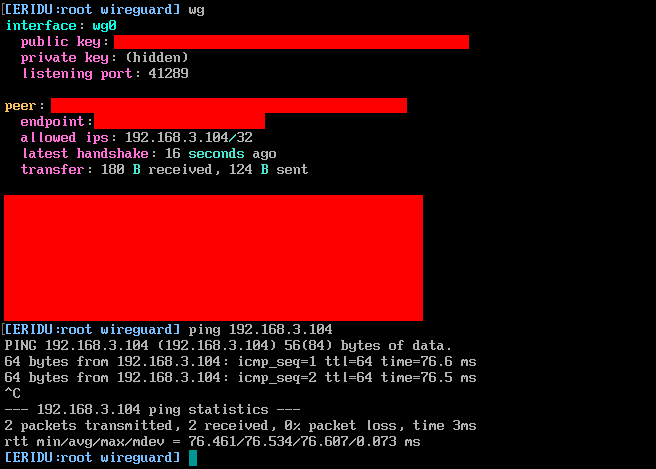 [ERIDU:root wireguard] wg
interface: wg0
  public key:
  private key: (hidden)
  listening port: 41289

peer:
  endpoint:
  allowed ips: 192.168.3.104/32
  latest handshake: 16 seconds ago
  transfer: 180 B received, 124 B sent

[ERIDU:root wireguard] ping 192.168.3.104
PING 192.168.3.104 (192.168.3.104) 56(84) bytes of data.
64 bytes from 192.168.3.104: icmp_seq=1 ttl=64 time=76.6 ms
64 bytes from 192.168.3.104: icmp_seq=2 ttl=64 time=76.5 ms
^C
--- 192.168.3.104 ping statistics ---
2 packets transmitted, 2 received, 0% packet loss, time 3ms
rtt min/avg/max/mdev = 76.461/76.534/76.607/0.073 ms
[ERIDU:root wireguard]